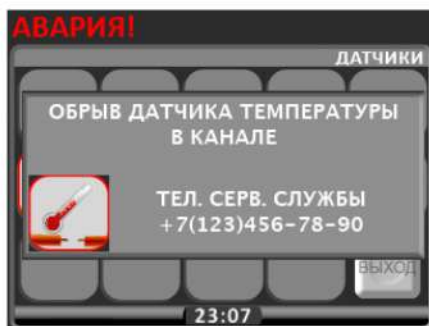 АВАРИЯ!
ДАТЧИКИ
ОБРЫВ ДАТЧИКА ТЕМПЕРАТУРЫ
В КАНАЛЕ
ТЕЛ. СЕРВ. СЛУЖБЫ
+7(123)456-78-90
ВЫХОД
23:07